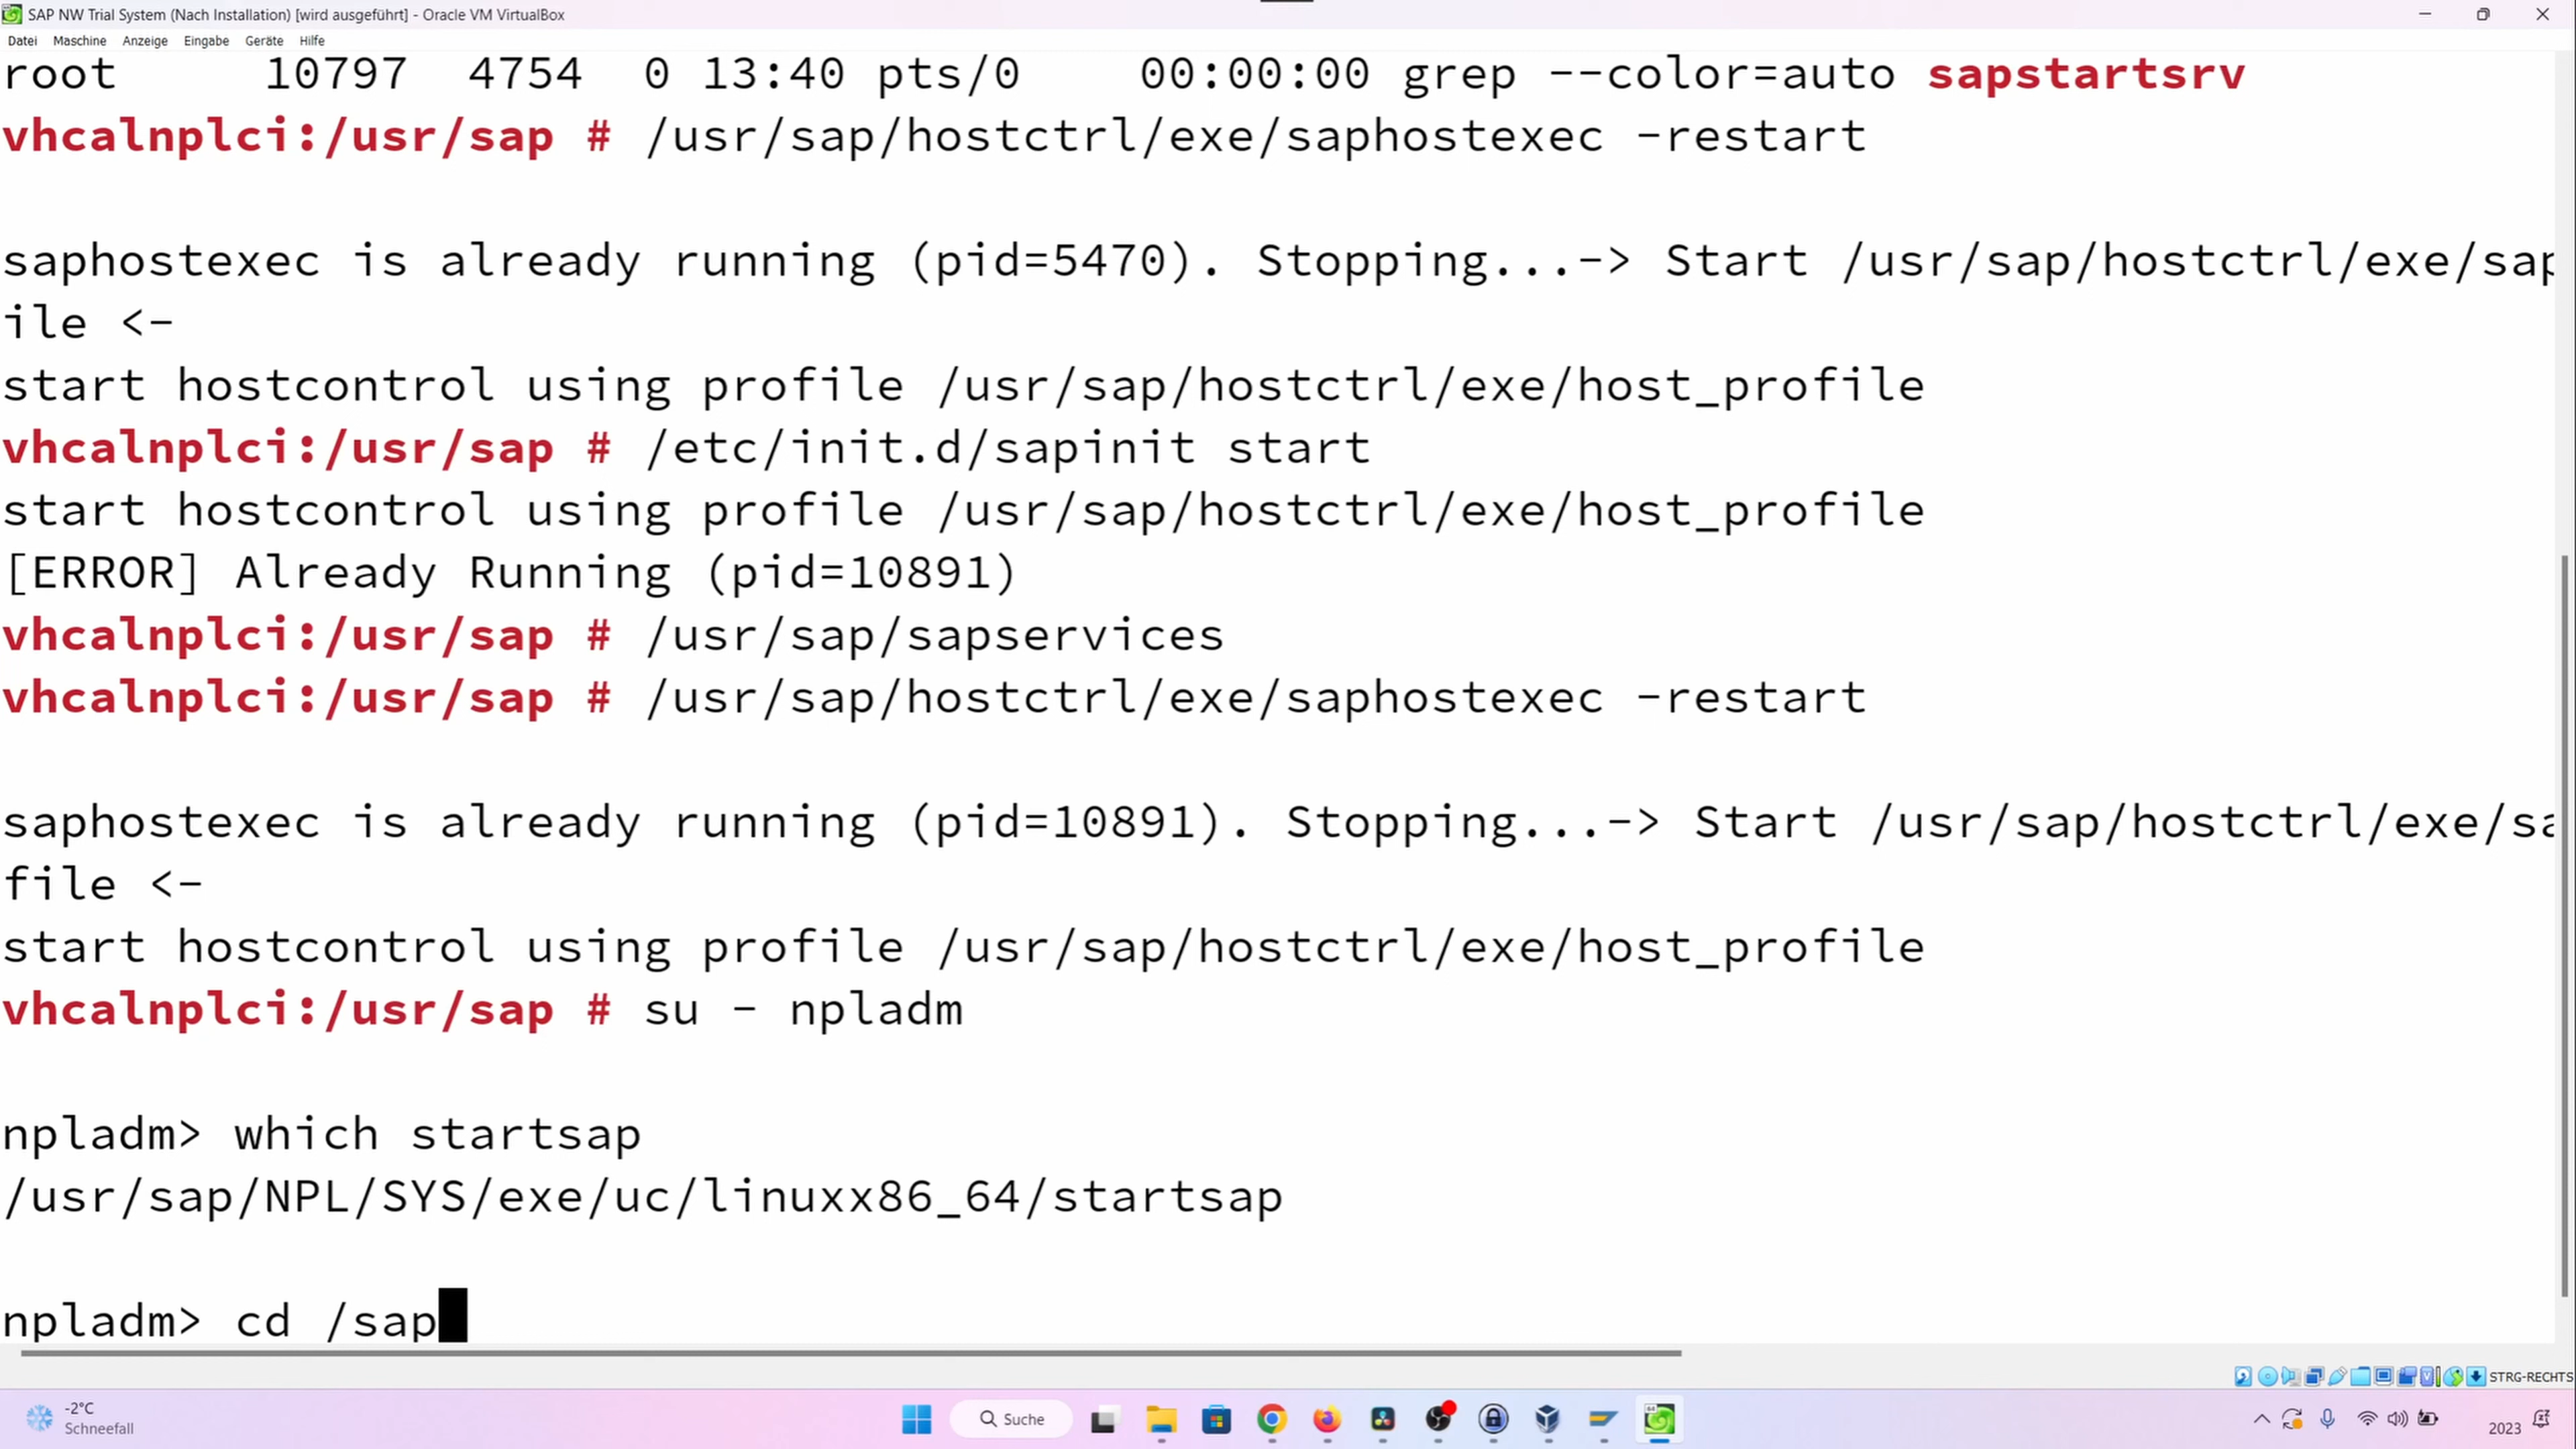 SAP NW Trial System (Nach Installation) [wird ausgeführt] - Oracle VM VirtualBox
Datei Maschine Anzeige Eingabe Geräte Hilfe
root 10797 4754 0 13:40 pts/0 00:00:00 grep --color=auto sapstartsrv
vhcalnplci:/usr/sap # /usr/sap/hostctrl/exe/saphostexec -restart
saphostexec is already running (pid=5470). Stopping...-> Start /usr/sap/hostctrl/exe/sap
ile <-
start hostcontrol using profile /usr/sap/hostctrl/exe/host_profile
vhcalnplci:/usr/sap # /etc/init.d/sapinit start
start hostcontrol using profile /usr/sap/hostctrl/exe/host_profile
[ERROR] Already Running (pid=10891)
vhcalnplci:/usr/sap # /usr/sap/sapservices
vhcalnplci:/usr/sap # /usr/sap/hostctrl/exe/saphostexec -restart
saphostexec is already running (pid=10891). Stopping...-> Start /usr/sap/hostctrl/exe/sa
file <-
start hostcontrol using profile /usr/sap/hostctrl/exe/host_profile
vhcalnplci:/usr/sap # su - npladm
npladm> which startsap
/usr/sap/NPL/SYS/exe/uc/linuxx86_64/startsap
npladm> cd /sap
STRG-RECHTS
-2°C
Schneefall
Suche
2023